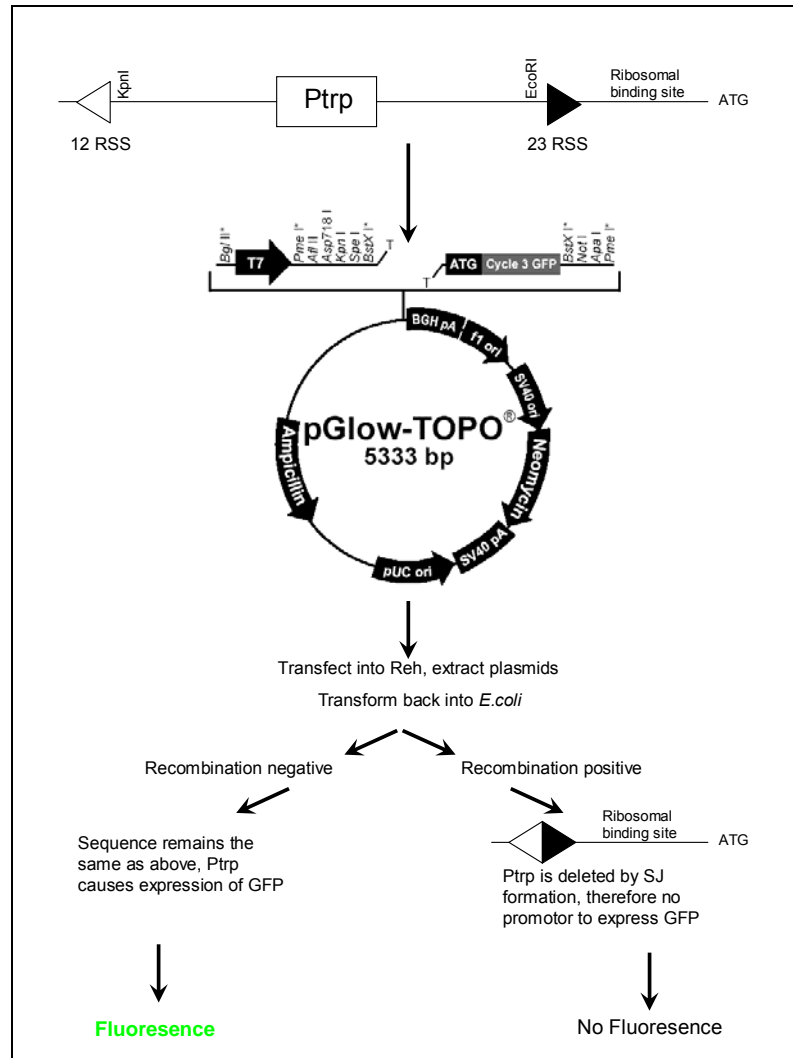 KpnI
Ptrp
EcoRI
Ribosomal
binding site
ATG
12 RSS
23 RSS
Bgl II*
T7
Pme I*
Afl II
Asp718 I
Kpn I
Spe I
BstX I*
T
T
ATG
Cycle 3 GFP
BstX I*
Not I
Apa I
Pme I*
BGH pA
f1 ori
SV40 ori
Neomycin
SV40 pA
pUC ori
Ampicillin
pGlow-TOPO®
5333 bp
Transfect into Reh, extract plasmids
Transform back into E.coli
Recombination negative
Recombination positive
Sequence remains the
same as above, Ptrp
causes expression of GFP
Ribosomal
binding site
ATG
Ptrp is deleted by SJ
formation, therefore no
promotor to express GFP
Fluoresence
No Fluoresence